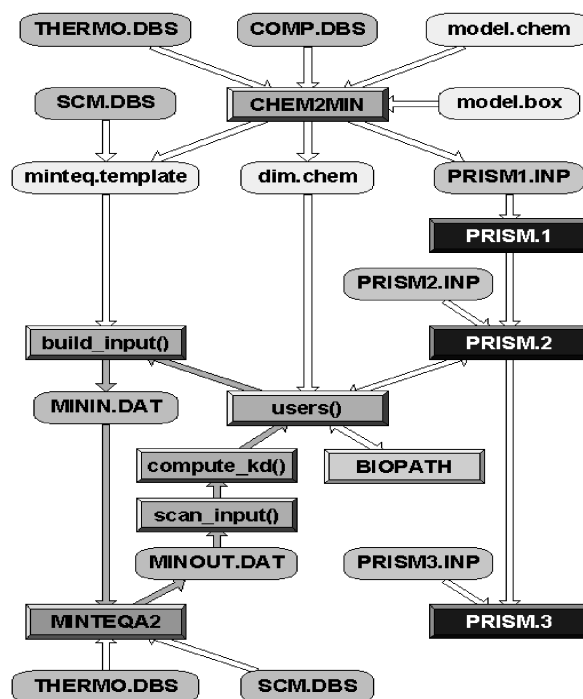 THERMO.DBS
COMP.DBS
model.chem
SCM.DBS
CHEM2MIN
model.box
minteq.template
dim.chem
PRISM1.INP
PRISM.1
PRISM2.INP
build_input()
PRISM.2
MININ.DAT
users()
compute_kd()
BIOPATH
scan_input()
MINOUT.DAT
PRISM3.INP
MINTEQA2
PRISM.3
THERMO.DBS
SCM.DBS